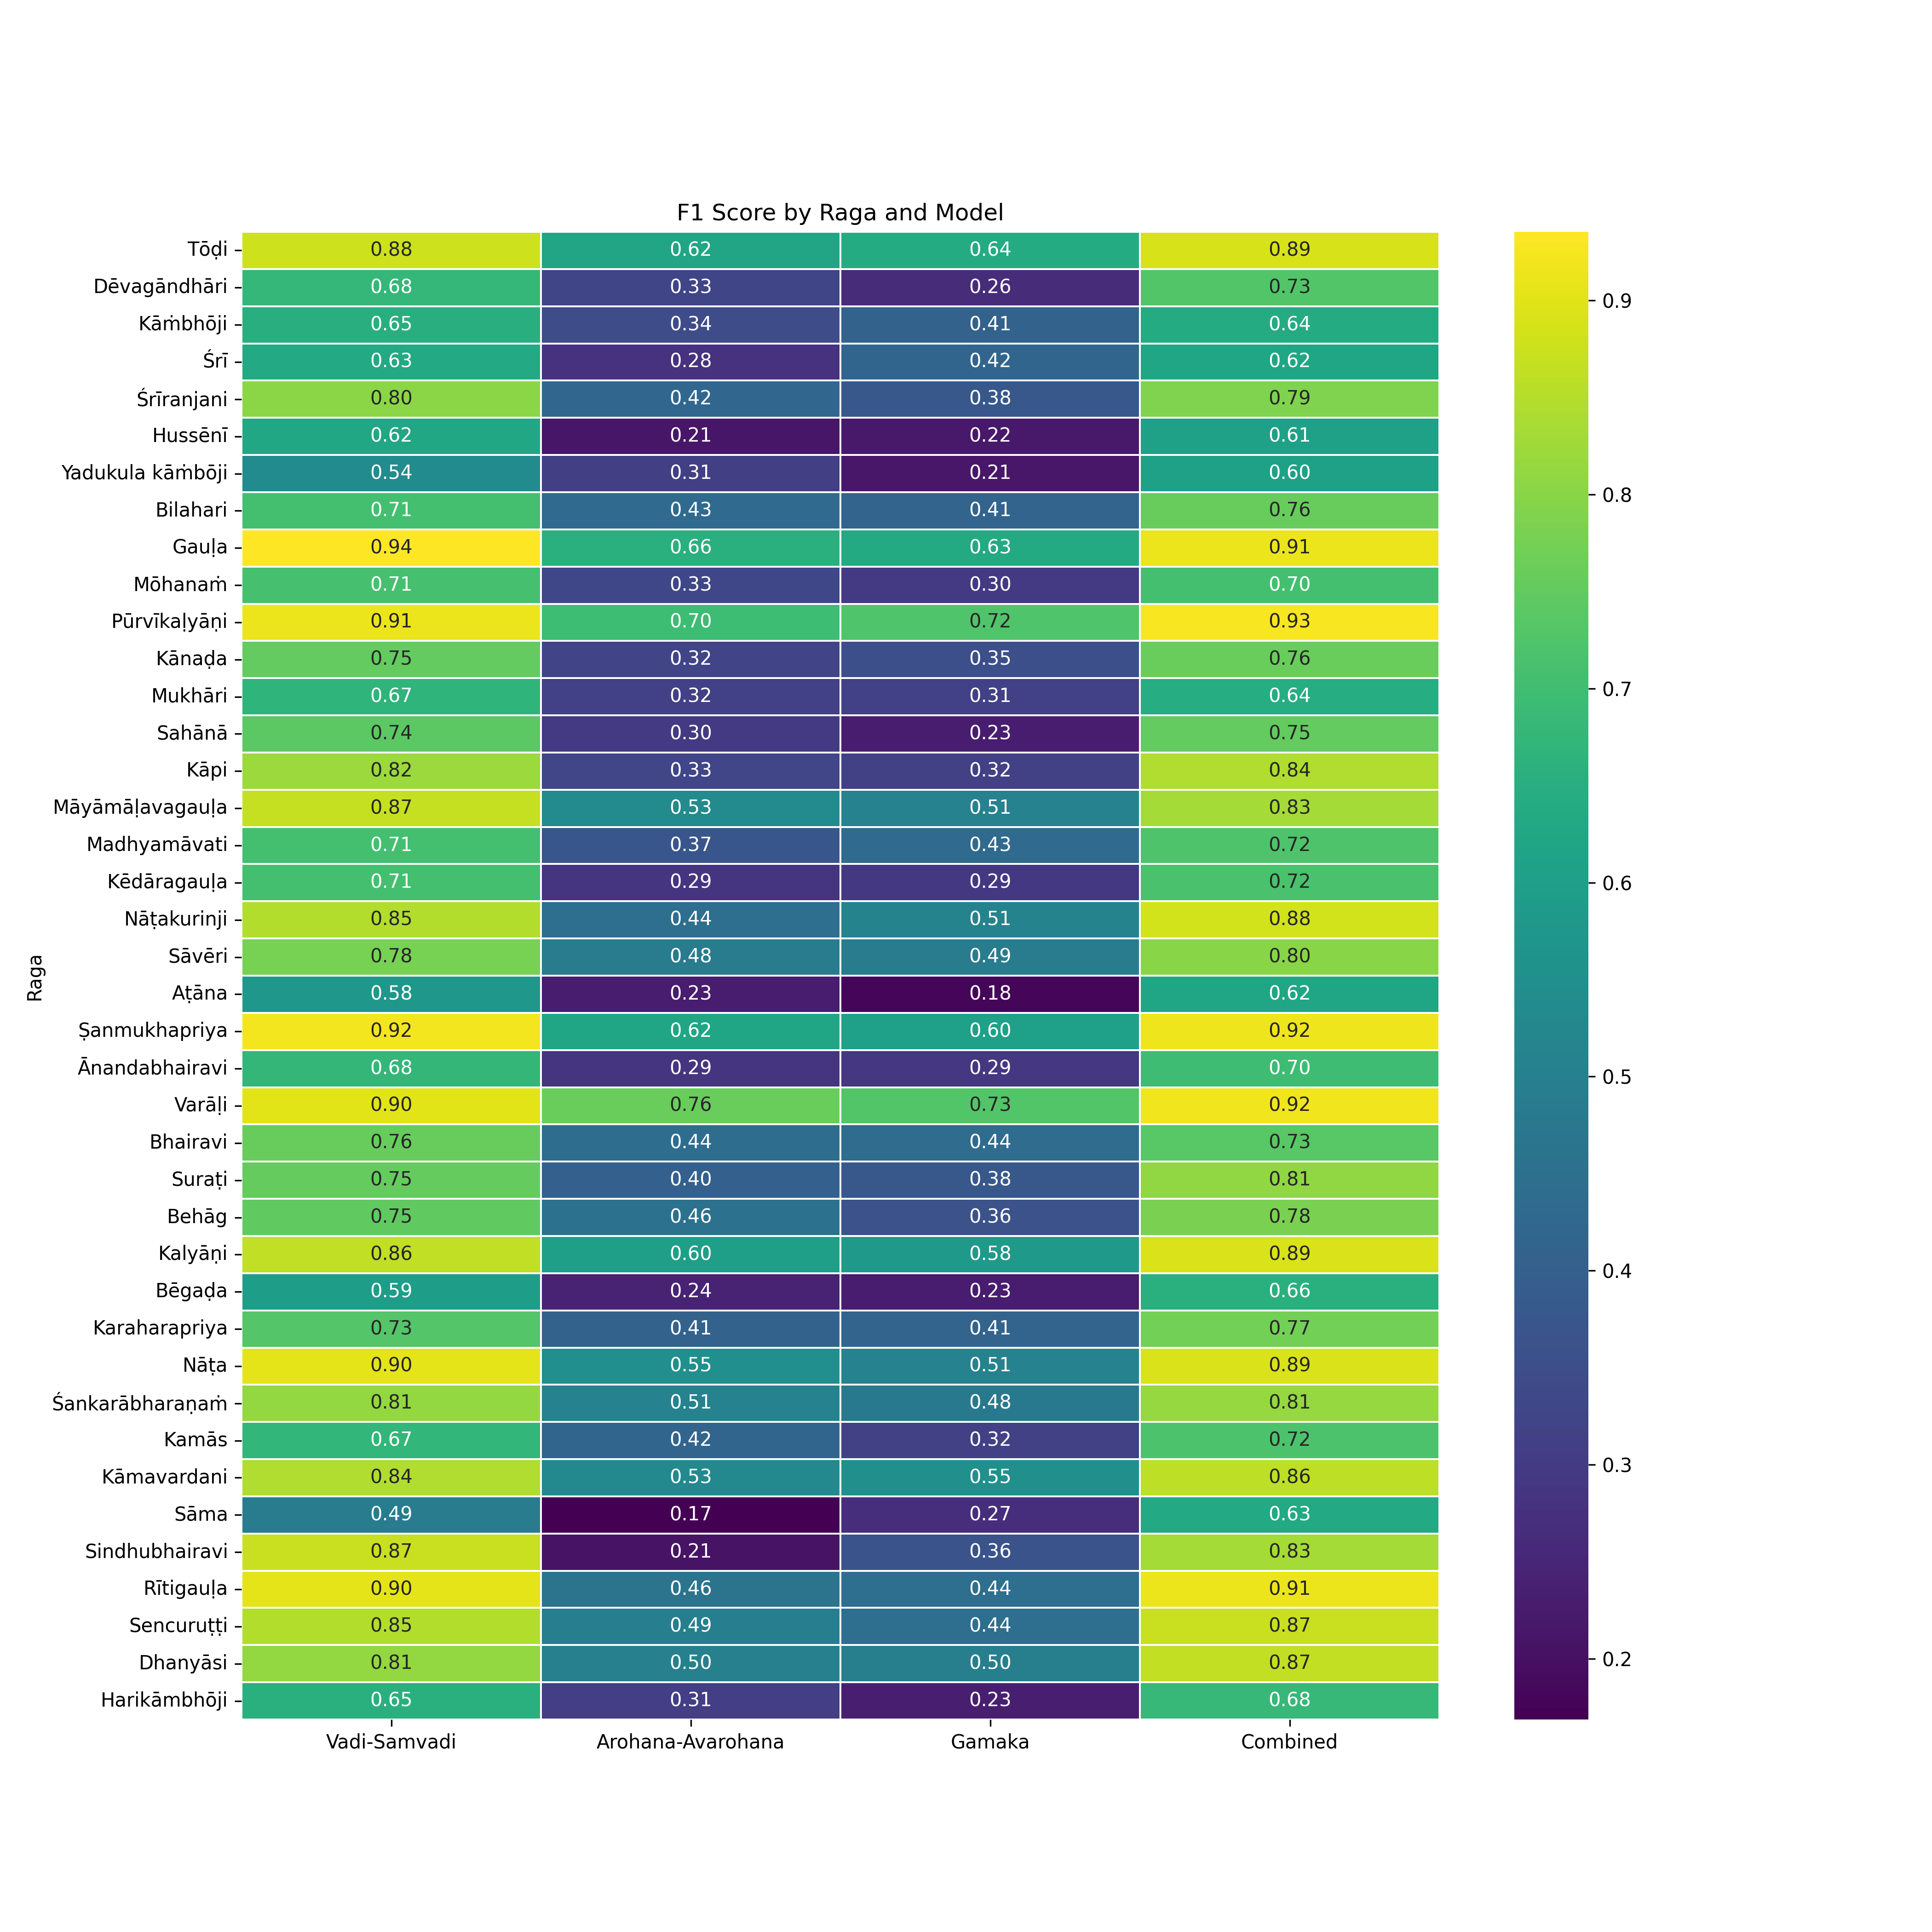 F1 Score by Raga and Model
Tōḍi 0.88 0.62 0.64 0.89
Dēvagāndhāri 0.68 0.33 0.26 0.73
Kāṁbhōji 0.65 0.34 0.41 0.64
Śrī 0.63 0.28 0.42 0.62
Śrīranjani 0.80 0.42 0.38 0.79
Hussēnī 0.62 0.21 0.22 0.61
Yadukula kāṁbōji 0.54 0.31 0.21 0.60
Bilahari 0.71 0.43 0.41 0.76
Gauḷa 0.94 0.66 0.63 0.91
Mōhanaṁ 0.71 0.33 0.30 0.70
Pūrvīkaḷyāṇi 0.91 0.70 0.72 0.93
Kānaḍa 0.75 0.32 0.35 0.76
Mukhāri 0.67 0.32 0.31 0.64
Sahānā 0.74 0.30 0.23 0.75
Kāpi 0.82 0.33 0.32 0.84
Māyāmāḷavagauḷa 0.87 0.53 0.51 0.83
Madhyamāvati 0.71 0.37 0.43 0.72
Kēdāragauḷa 0.71 0.29 0.29 0.72
Nāṭakurinji 0.85 0.44 0.51 0.88
Sāvēri 0.78 0.48 0.49 0.80
Aṭāna 0.58 0.23 0.18 0.62
Ṣanmukhapriya 0.92 0.62 0.60 0.92
Ānandabhairavi 0.68 0.29 0.29 0.70
Varāḷi 0.90 0.76 0.73 0.92
Bhairavi 0.76 0.44 0.44 0.73
Suraṭi 0.75 0.40 0.38 0.81
Behāg 0.75 0.46 0.36 0.78
Kalyāṇi 0.86 0.60 0.58 0.89
Bēgaḍa 0.59 0.24 0.23 0.66
Karaharapriya 0.73 0.41 0.41 0.77
Nāṭa 0.90 0.55 0.51 0.89
Śankarābharaṇaṁ 0.81 0.51 0.48 0.81
Kamās 0.67 0.42 0.32 0.72
Kāmavardani 0.84 0.53 0.55 0.86
Sāma 0.49 0.17 0.27 0.63
Sindhubhairavi 0.87 0.21 0.36 0.83
Rītigauḷa 0.90 0.46 0.44 0.91
Sencuruṭṭi 0.85 0.49 0.44 0.87
Dhanyāsi 0.81 0.50 0.50 0.87
Harikāmbhōji 0.65 0.31 0.23 0.68
Vadi-Samvadi Arohana-Avarohana Gamaka Combined
Raga
0.9
0.8
0.7
0.6
0.5
0.4
0.3
0.2